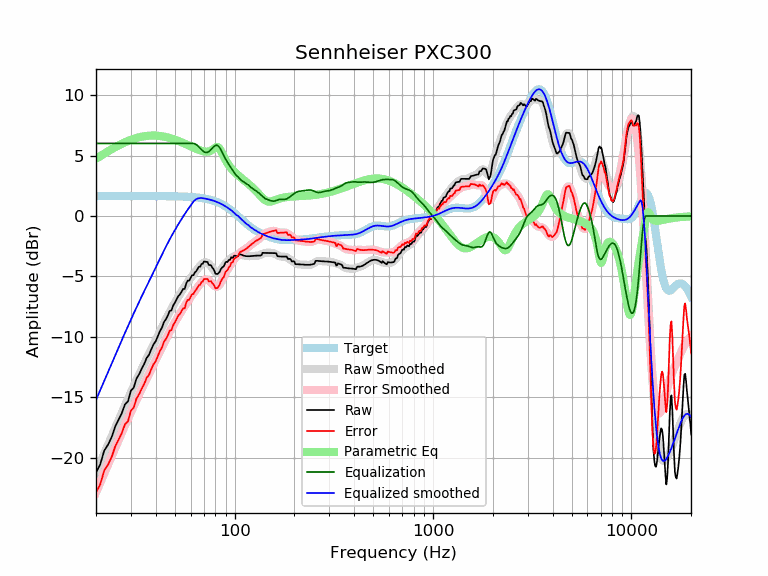 Sennheiser PXC300
Amplitude (dBr)
10
5
0
−5
−10
−15
−20
Target
Raw Smoothed
Error Smoothed
Raw
Error
Parametric Eq
Equalization
Equalized smoothed
100
1000
10000
Frequency (Hz)